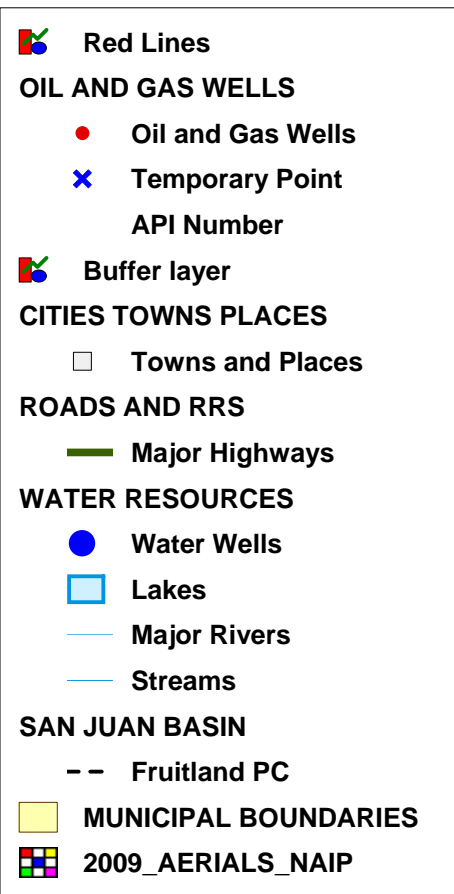 Red Lines
OIL AND GAS WELLS
Oil and Gas Wells
Temporary Point
API Number
Buffer layer
CITIES TOWNS PLACES
Towns and Places
ROADS AND RRS
Major Highways
WATER RESOURCES
Water Wells
Lakes
Major Rivers
Streams
SAN JUAN BASIN
Fruitland PC
MUNICIPAL BOUNDARIES
2009_AERIALS_NAIP